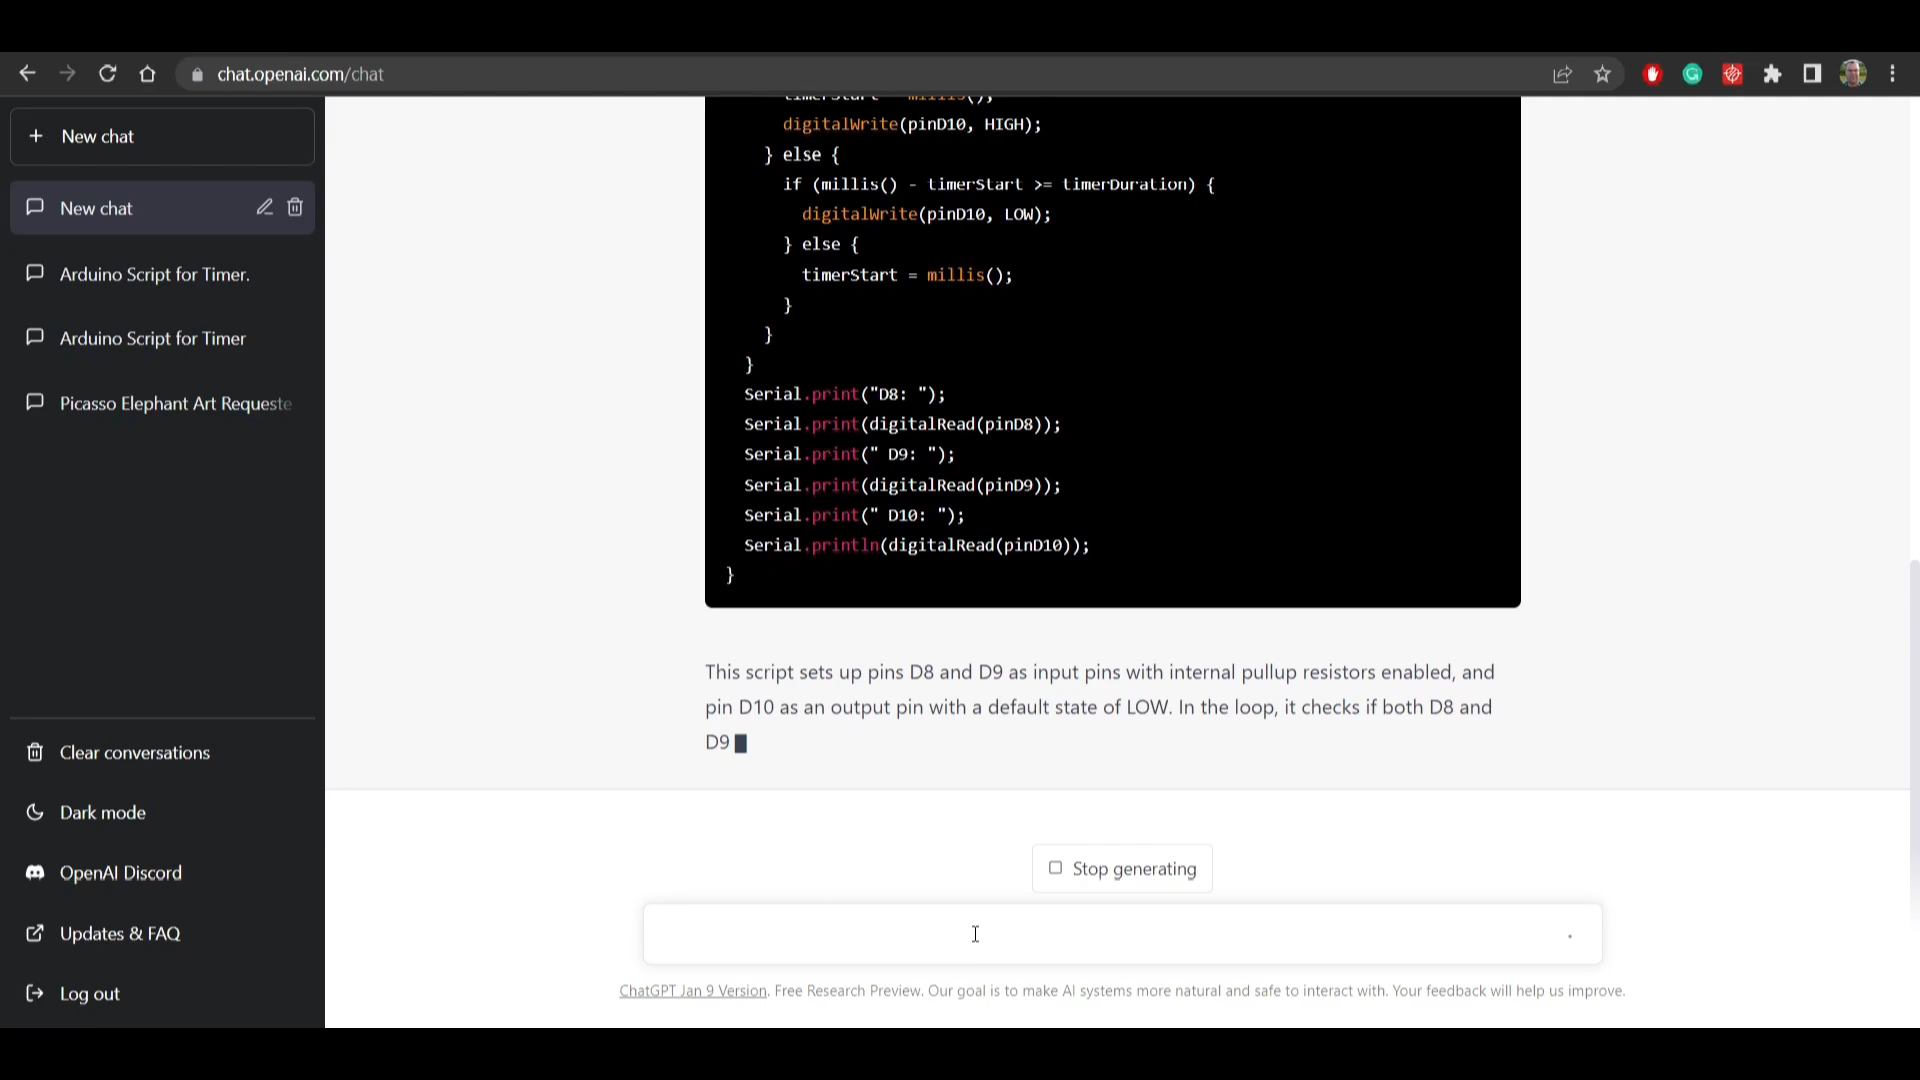 chat.openai.com/chat
New chat
New chat
Arduino Script for Timer.
Arduino Script for Timer
Picasso Elephant Art Requeste
Clear conversations
Dark mode
OpenAI Discord
Updates & FAQ
Log out
timerStart = millis();
digitalWrite(pinD10, HIGH);
} else {
if (millis() - timerStart >= timerDuration) {
digitalWrite(pinD10, LOW);
} else {
timerStart = millis();
}
}
}
Serial.print("D8: ");
Serial.print(digitalRead(pinD8));
Serial.print(" D9: ");
Serial.print(digitalRead(pinD9));
Serial.print(" D10: ");
Serial.println(digitalRead(pinD10));
}
This script sets up pins D8 and D9 as input pins with internal pullup resistors enabled, and
pin D10 as an output pin with a default state of LOW. In the loop, it checks if both D8 and
D9
Stop generating
ChatGPT Jan 9 Version. Free Research Preview. Our goal is to make AI systems more natural and safe to interact with. Your feedback will help us improve.